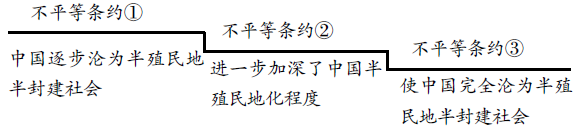 不平等条约①
中国逐步沦为半殖民地
半封建社会
不平等条约②
进一步加深了中国半
殖民地化程度
不平等条约③
使中国完全沦为半殖
民地半封建社会